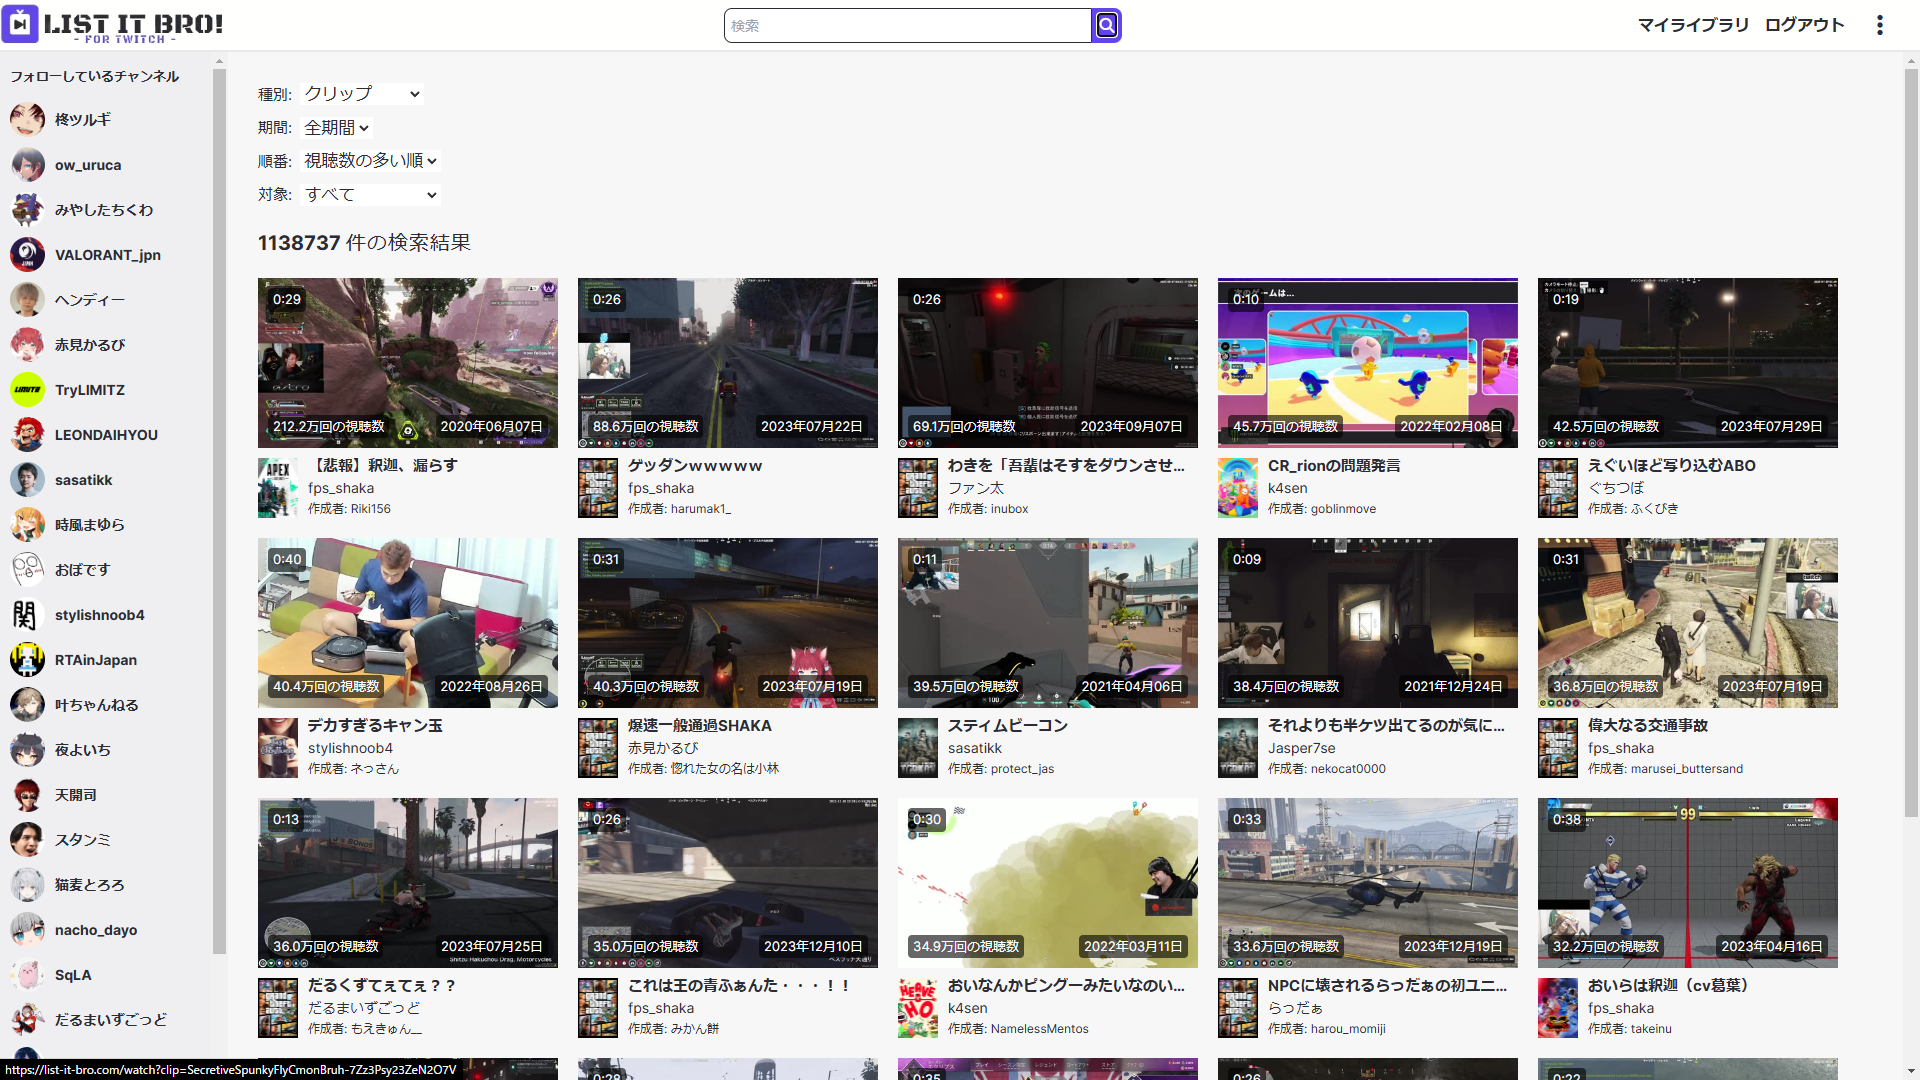 LIST IT BRO!
- FOR TWITCH -
検索
マイライブラリ ログアウト
フォローしているチャンネル
柊ツルギ
ow_uruca
みやしたちくわ
VALORANT_jpn
ヘンディー
赤見かるび
TryLIMITZ
LEONDAIHYOU
sasatikk
時風まゆら
おぼです
stylishnoob4
RTAinJapan
叶ちゃんねる
夜よいち
天開司
スタンミ
猫麦とろろ
nacho_dayo
SqLA
だるまいずごっど
種別: クリップ
期間: 全期間
順番: 視聴数の多い順
対象: すべて
1138737 件の検索結果
0:29
212.2万回の視聴数 2020年06月07日
【悲報】釈迦、漏らす
fps_shaka
作成者: Riki156
0:26
88.6万回の視聴数 2023年07月22日
ゲッダンｗｗｗｗｗ
fps_shaka
作成者: harumak1_
0:26
69.1万回の視聴数 2023年09月07日
わきを「吾輩はそすをダウンさせ...
ファン太
作成者: inubox
0:10
45.7万回の視聴数 2022年02月08日
CR_rionの問題発言
k4sen
作成者: goblinmove
0:19
42.5万回の視聴数 2023年07月29日
えぐいほど写り込むABO
ぐちつぼ
作成者: ふくびき
0:40
40.4万回の視聴数 2022年08月26日
デカすぎるキャン玉
stylishnoob4
作成者: ネっさん
0:31
40.3万回の視聴数 2023年07月19日
爆速一般通過SHAKA
赤見かるび
作成者: 惚れた女の名は小林
0:11
39.5万回の視聴数 2021年04月06日
スティムビーコン
sasatikk
作成者: protect_jas
0:09
38.4万回の視聴数 2021年12月24日
それよりも半ケツ出てるのが気に...
Jasper7se
作成者: nekocat0000
0:31
36.8万回の視聴数 2023年07月19日
偉大なる交通事故
fps_shaka
作成者: marusei_buttersand
0:13
36.0万回の視聴数 2023年07月25日
だるくずてぇてぇ？？
だるまいずごっど
作成者: もえきゅん__
0:26
35.0万回の視聴数 2023年12月10日
これは王の青ふぁんた・・・！！
fps_shaka
作成者: みかん餅
0:30
34.9万回の視聴数 2022年03月11日
おいなんかピングーみたいなのい...
k4sen
作成者: NamelessMentos
0:33
33.6万回の視聴数 2023年12月19日
NPCに壊されるらっだぁの初ユニ...
らっだぁ
作成者: harou_momiji
0:38
99
32.2万回の視聴数 2023年04月16日
おいらは釈迦（cv葛葉）
fps_shaka
作成者: takeinu
0:28
0:35
0:26
0:22
https://list-it-bro.com/watch?clip=SecretiveSpunkyFlyCmonBruh-7Zz3Psy23ZeN2O7V